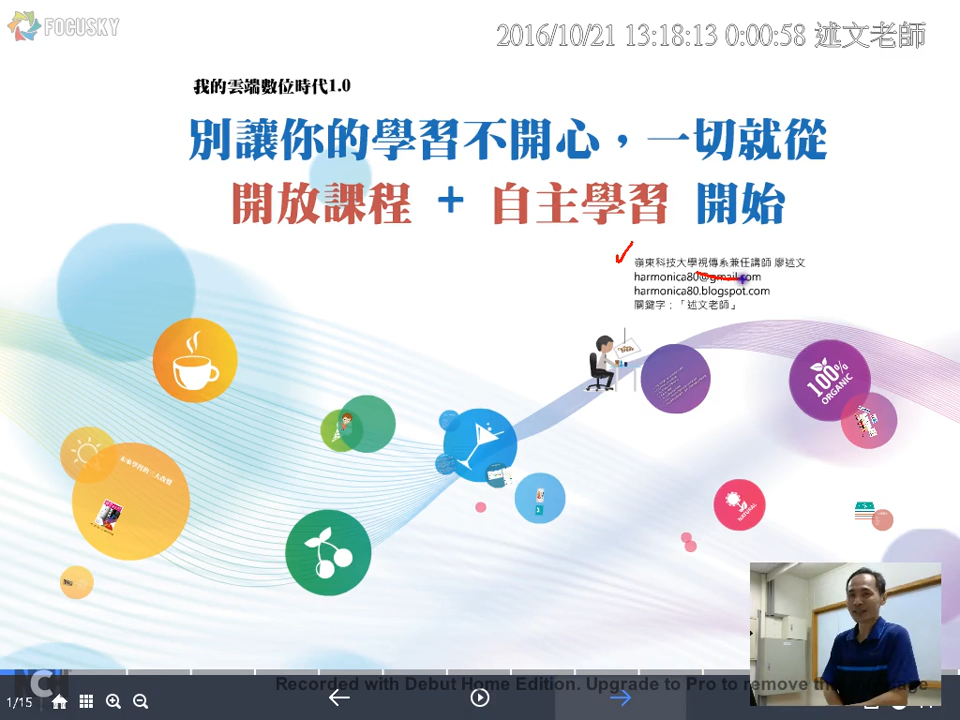 FOCUSKY
2016/10/21 13:18:13 0:00:58 述文老師
我的雲端數位時代1.0
別讓你的學習不開心，一切就從
開放課程 + 自主學習 開始
嶺東科技大學視傳系兼任講師 廖述文
harmonica80@gmail.com
harmonica80.blogspot.com
關鍵字：「述文老師」
100%
ORGANIC
NATURAL
1/15
Recorded with Debut Home Edition. Upgrade to Pro to remove this message